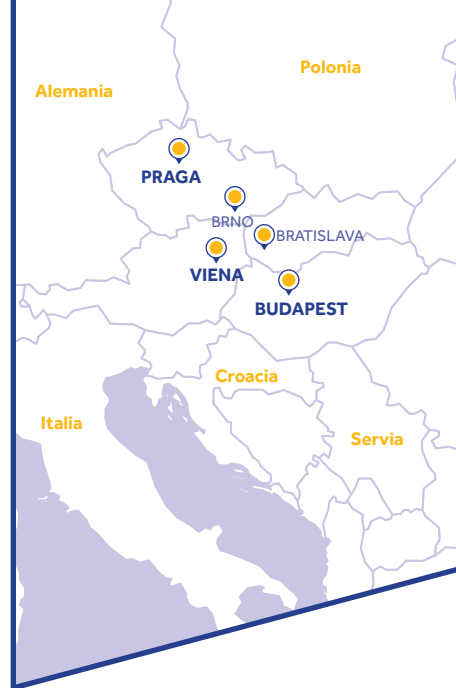 Polonia
Alemania
PRAGA
BRNO
BRATISLAVA
VIENA
BUDAPEST
Croacia
Italia
Servia